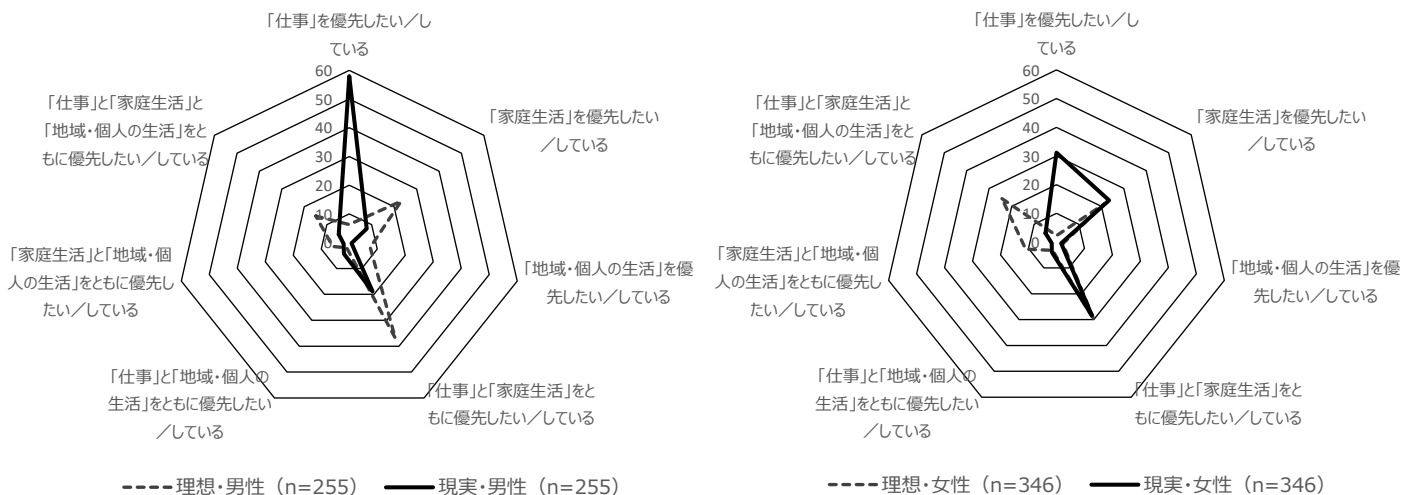 「仕事」を優先したい／し
ている
60
50
40
30
20
10
0
「家庭生活」を優先したい
／している
「地域・個人の生活」を優
先したい／している
「仕事」と「家庭生活」をと
もに優先したい／している
「仕事」と「地域・個人の
生活」をともに優先したい
／している
「家庭生活」と「地域・個
人の生活」をともに優先し
たい／している
「仕事」と「家庭生活」と
「地域・個人の生活」をと
もに優先したい／している
理想・男性（n=255） 現実・男性（n=255）
「仕事」を優先したい／し
ている
60
50
40
30
20
10
0
「家庭生活」を優先したい
／している
「地域・個人の生活」を優
先したい／している
「仕事」と「家庭生活」をと
もに優先したい／している
「仕事」と「地域・個人の
生活」をともに優先したい
／している
「家庭生活」と「地域・個
人の生活」をともに優先し
たい／している
「仕事」と「家庭生活」と
「地域・個人の生活」をと
もに優先したい／している
理想・女性（n=346） 現実・女性（n=346）